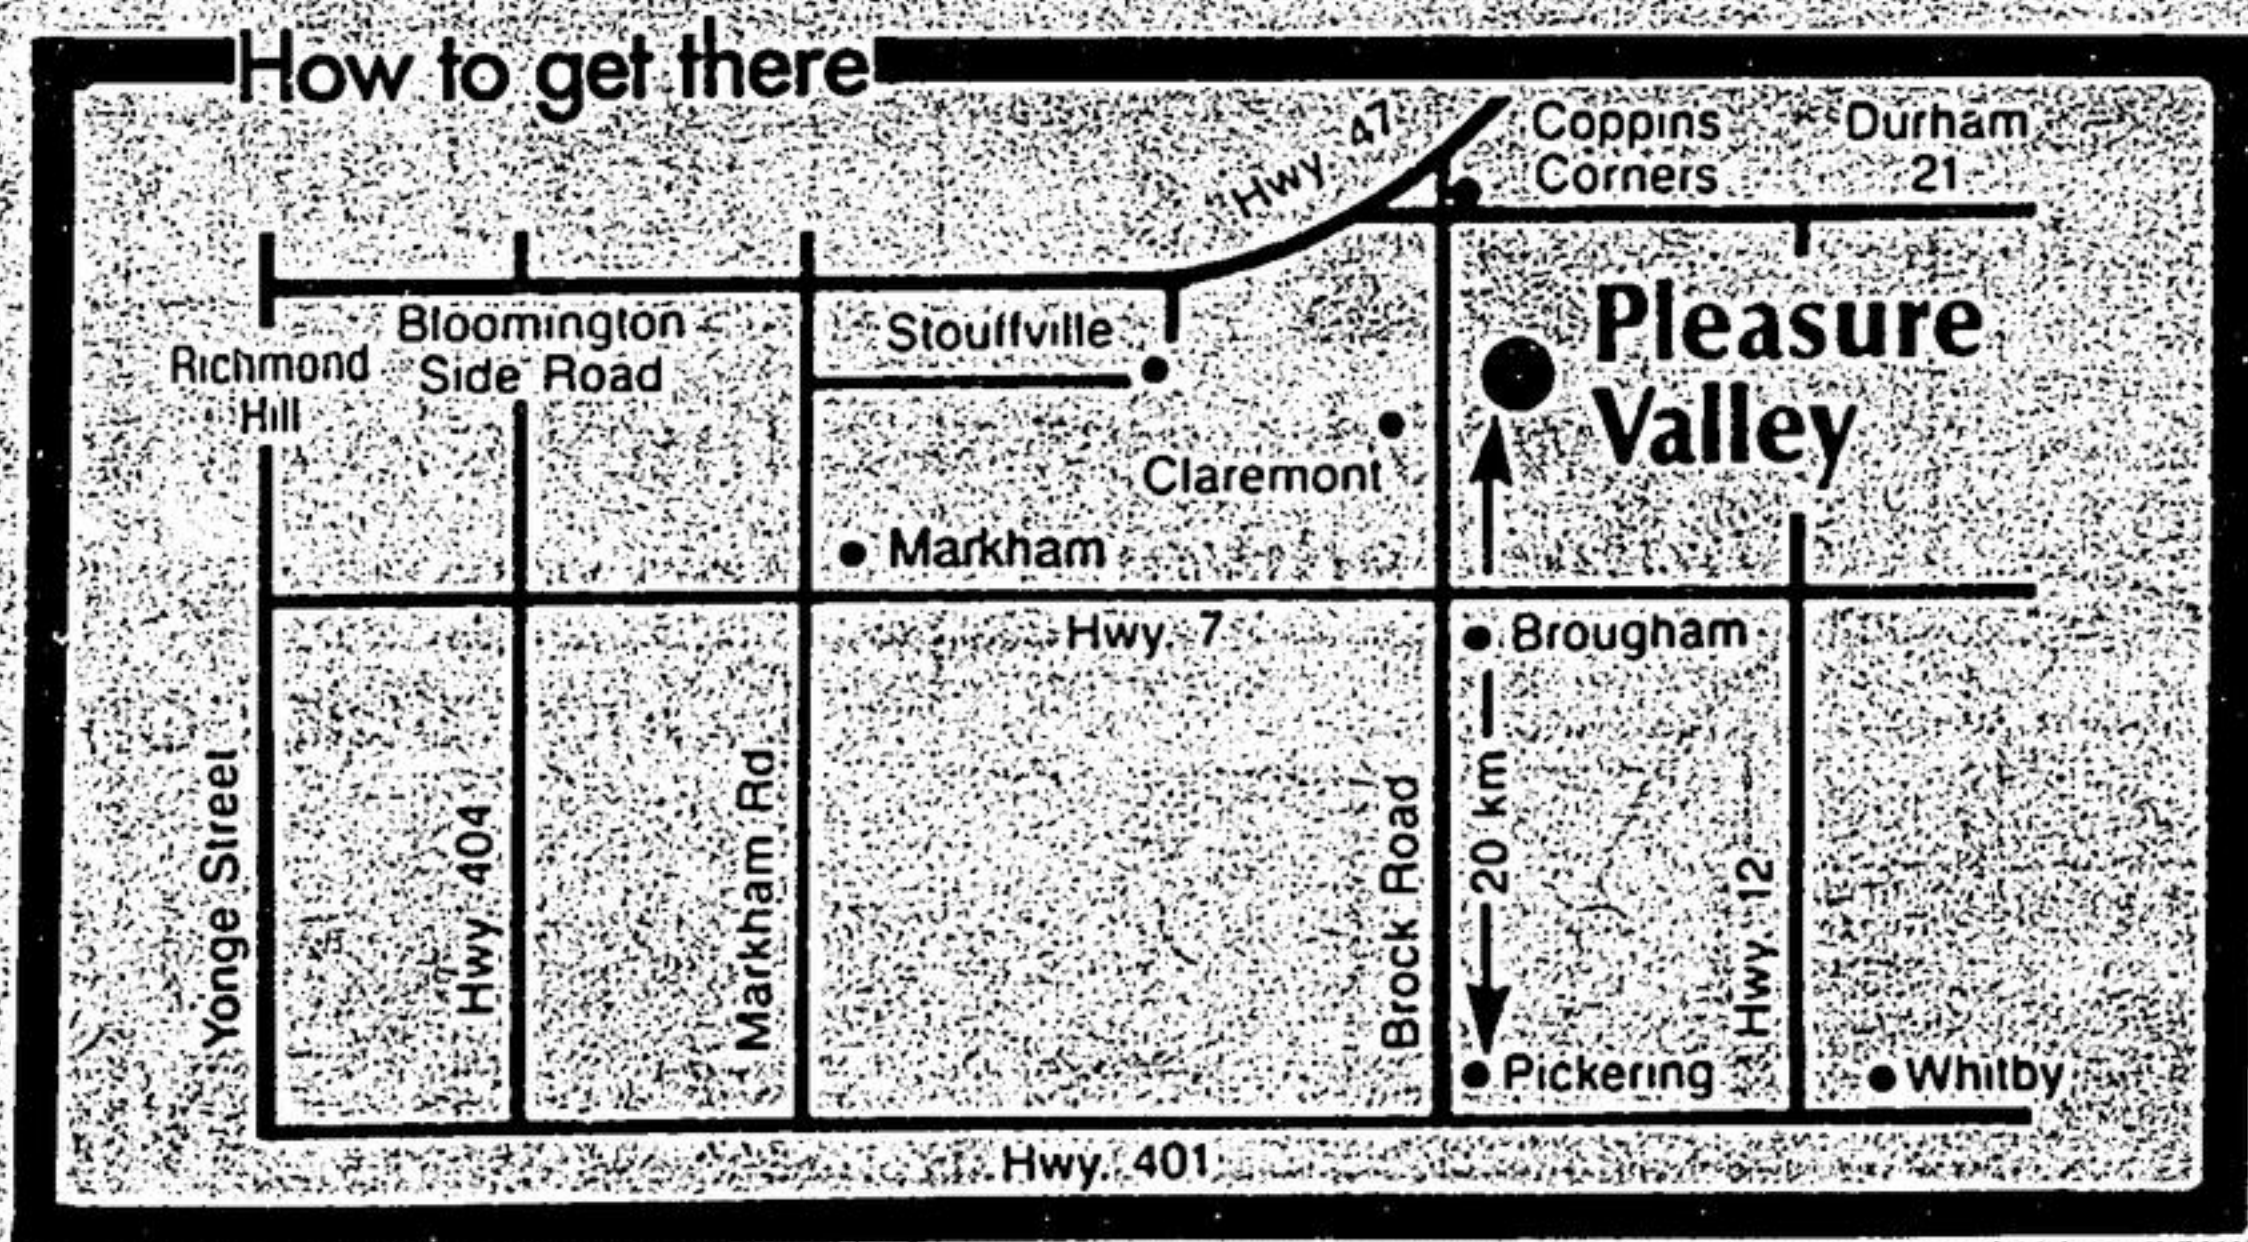 How to get there
Hwy. 47
Coppins
Corners
Durham
21
Bloomington
Side Road
Richmond
Hill
Stouffville
Pleasure
Valley
Claremont
Markham
Hwy. 7
Brougham
Yonge Street
Hwy. 404
Markham Rd.
Brock Road
20 km
Hwy. 12
Pickering
Whitby
Hwy. 401